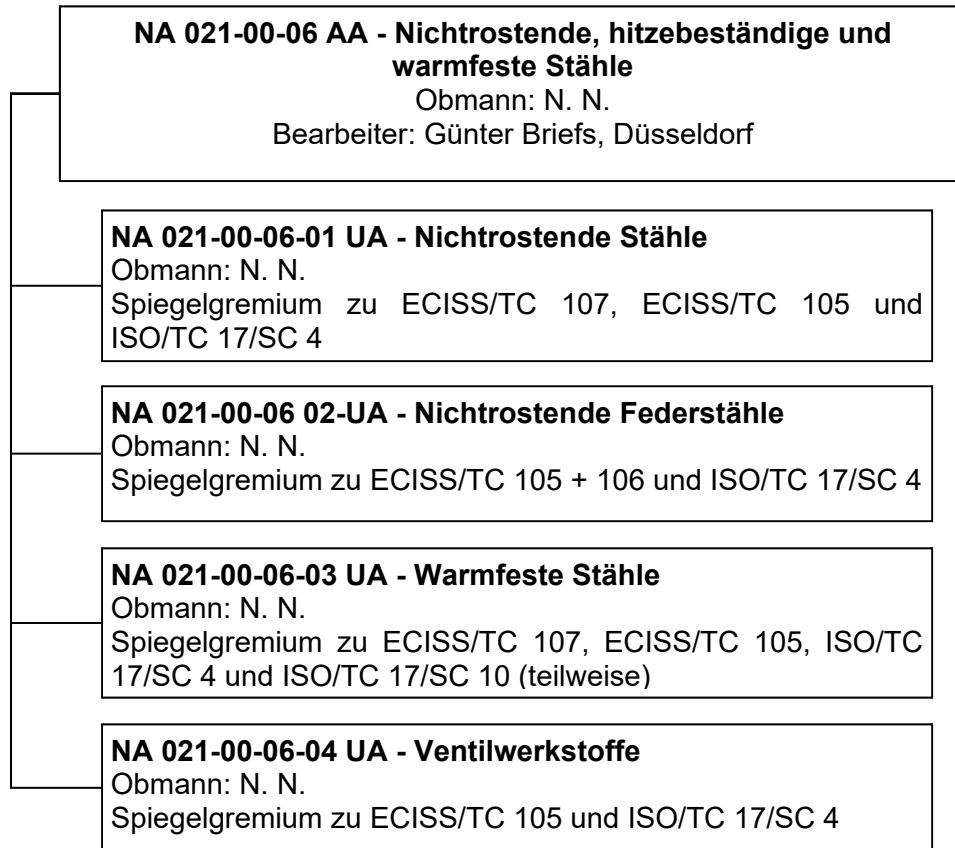 NA 021-00-06 AA - Nichtrostende, hitzebeständige und
warmfeste Stähle
Obmann: N. N.
Bearbeiter: Günter Briefs, Düsseldorf
NA 021-00-06-01 UA - Nichtrostende Stähle
Obmann: N. N.
Spiegelgremium zu ECISS/TC 107, ECISS/TC 105 und
ISO/TC 17/SC 4
NA 021-00-06 02-UA - Nichtrostende Federstähle
Obmann: N. N.
Spiegelgremium zu ECISS/TC 105 + 106 und ISO/TC 17/SC 4
NA 021-00-06-03 UA - Warmfeste Stähle
Obmann: N. N.
Spiegelgremium zu ECISS/TC 107, ECISS/TC 105, ISO/TC
17/SC 4 und ISO/TC 17/SC 10 (teilweise)
NA 021-00-06-04 UA - Ventilwerkstoffe
Obmann: N. N.
Spiegelgremium zu ECISS/TC 105 und ISO/TC 17/SC 4